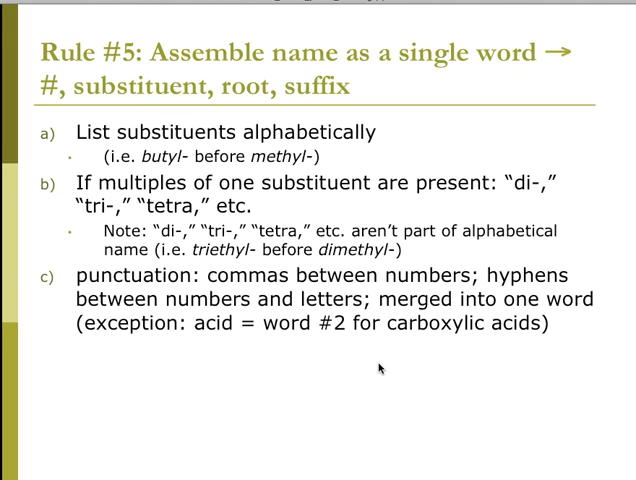 Rule #5: Assemble name as a single word →
#, substituent, root, suffix
a) List substituents alphabetically
• (i.e. butyl- before methyl-)
b) If multiples of one substituent are present: “di-,”
“tri-,” “tetra,” etc.
• Note: “di-,” “tri-,” “tetra,” etc. aren’t part of alphabetical
name (i.e. triethyl- before dimethyl-)
c) punctuation: commas between numbers; hyphens
between numbers and letters; merged into one word
(exception: acid = word #2 for carboxylic acids)